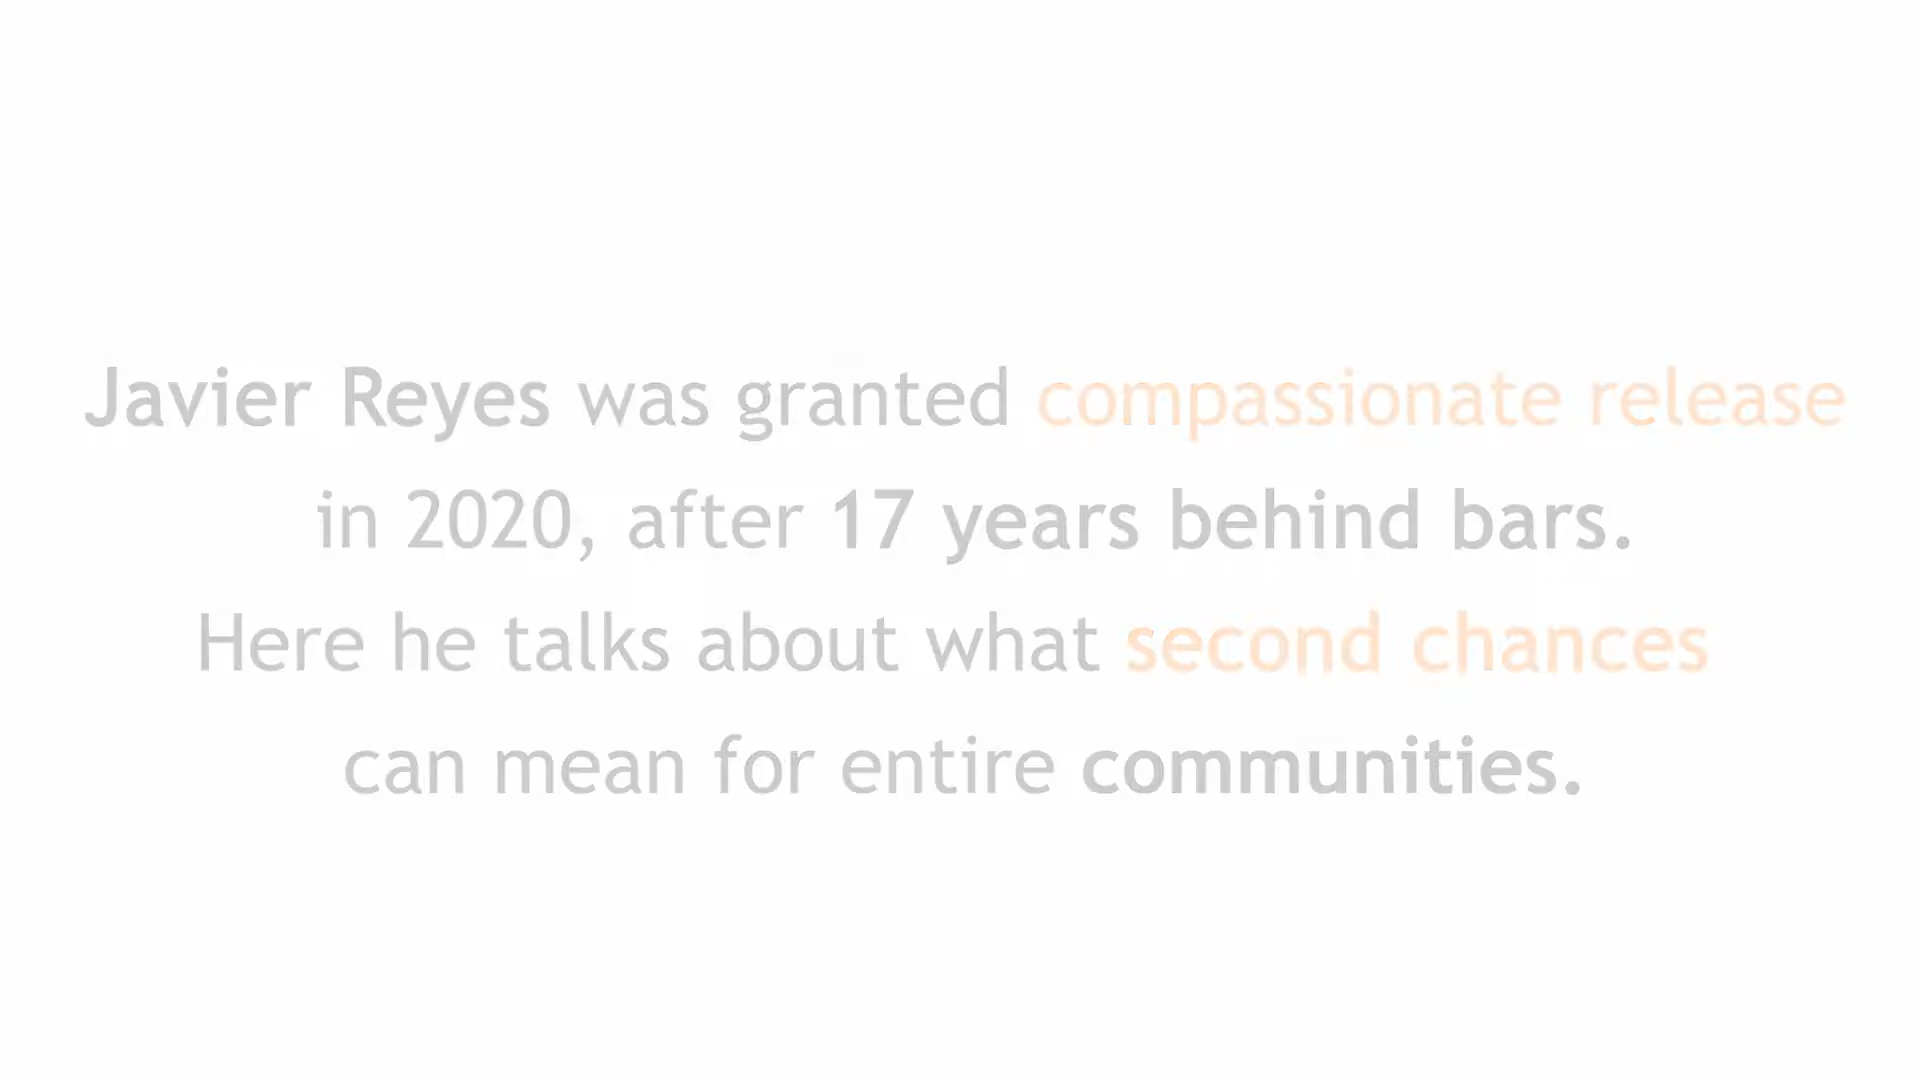 Javier Reyes was granted compassionate release
in 2020, after 17 years behind bars.
Here he talks about what second chances
can mean for entire communities.